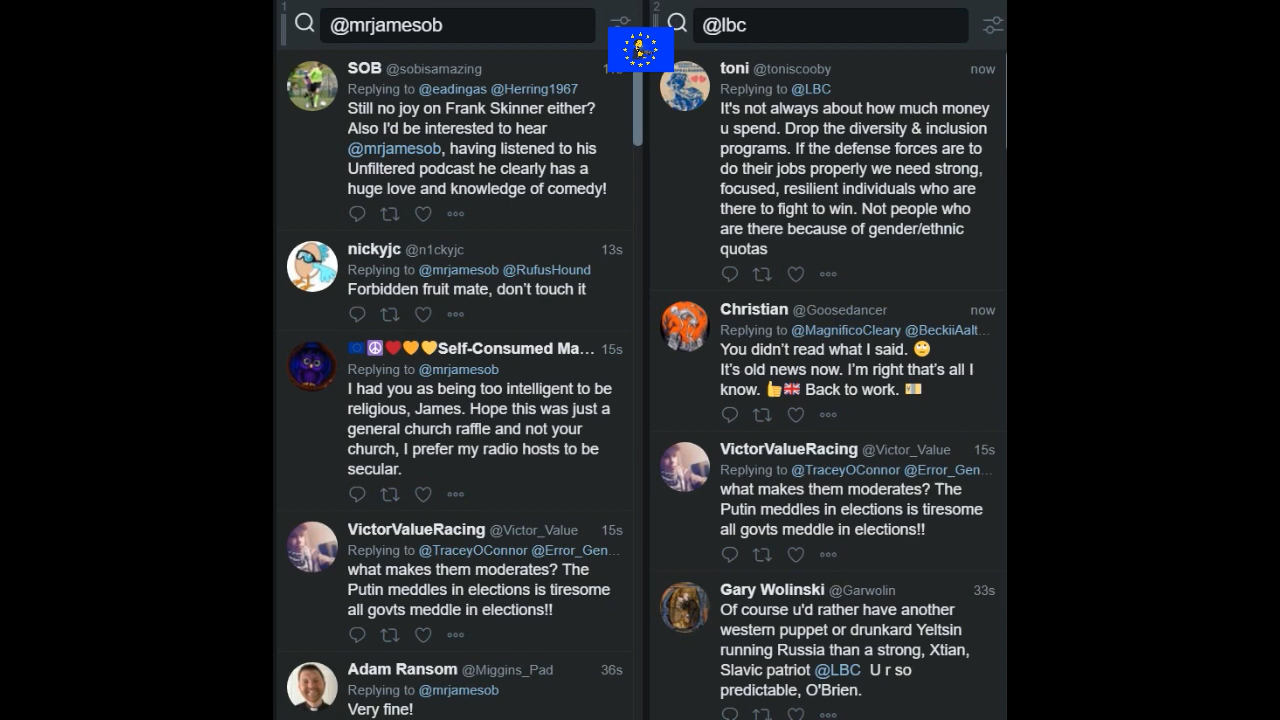 1
@mrjamesob
SOB @sobisamazing
Replying to @eadingas @Herring1967
Still no joy on Frank Skinner either?
Also I'd be interested to hear
@mrjamesob, having listened to his
Unfiltered podcast he clearly has a
huge love and knowledge of comedy!
nickyjc @n1ckyjc 13s
Replying to @mrjamesob @RufusHound
Forbidden fruit mate, don't touch it
Self-Consumed Ma... 15s
Replying to @mrjamesob
I had you as being too intelligent to be
religious, James. Hope this was just a
general church raffle and not your
church, I prefer my radio hosts to be
secular.
VictorValueRacing @Victor_Value 15s
Replying to @TraceyOConnor @Error_Gen...
what makes them moderates? The
Putin meddles in elections is tiresome
all govts meddle in elections!!
Adam Ransom @Miggins_Pad 36s
Replying to @mrjamesob
Very fine!
2
@lbc
toni @toniscooby now
Replying to @LBC
It's not always about how much money
u spend. Drop the diversity & inclusion
programs. If the defense forces are to
do their jobs properly we need strong,
focused, resilient individuals who are
there to fight to win. Not people who
are there because of gender/ethnic
quotas
Christian @Goosedancer now
Replying to @MagnificoCleary @BeckiiAalt...
You didn't read what I said. 🙄
It's old news now. I'm right that's all I
know. 👍🇬🇧 Back to work. 💴
VictorValueRacing @Victor_Value 15s
Replying to @TraceyOConnor @Error_Gen...
what makes them moderates? The
Putin meddles in elections is tiresome
all govts meddle in elections!!
Gary Wolinski @Garwolin 33s
Of course u'd rather have another
western puppet or drunkard Yeltsin
running Russia than a strong, Xtian,
Slavic patriot @LBC U r so
predictable, O'Brien.